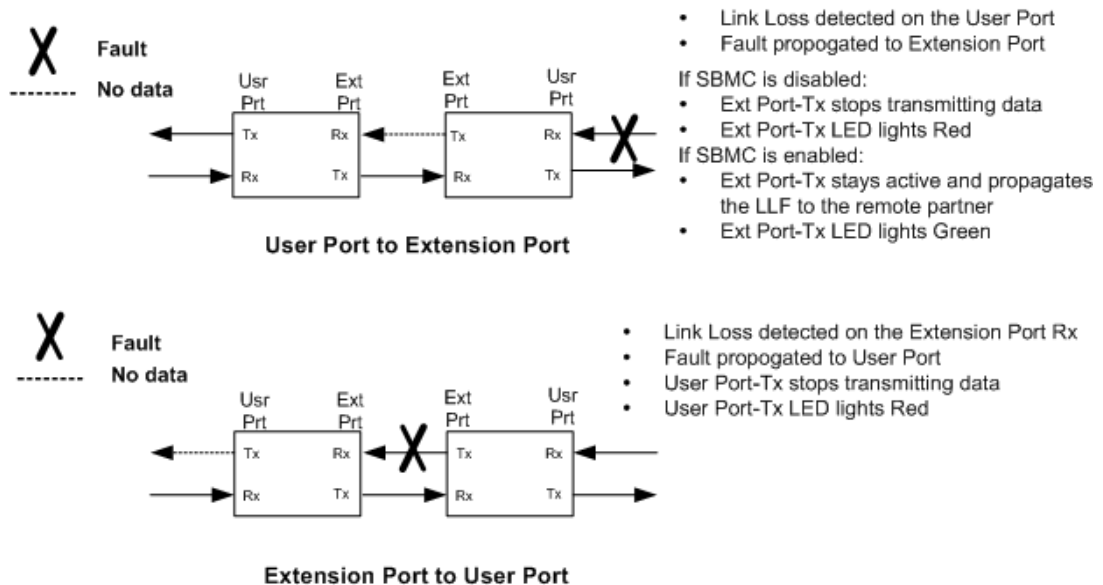 Fault
No data
Usr Prt
Ext Prt
Ext Prt
Usr Prt
Tx
Rx
Tx
Rx
Rx
Tx
Rx
Tx
User Port to Extension Port
• Link Loss detected on the User Port
• Fault propogated to Extension Port
If SBMC is disabled:
• Ext Port-Tx stops transmitting data
• Ext Port-Tx LED lights Red
If SBMC is enabled:
• Ext Port-Tx stays active and propagates
the LLF to the remote partner
• Ext Port-Tx LED lights Green
Fault
No data
Usr Prt
Ext Prt
Ext Prt
Usr Prt
Tx
Rx
Tx
Rx
Rx
Tx
Rx
Tx
Extension Port to User Port
• Link Loss detected on the Extension Port Rx
• Fault propogated to User Port
• User Port-Tx stops transmitting data
• User Port-Tx LED lights Red